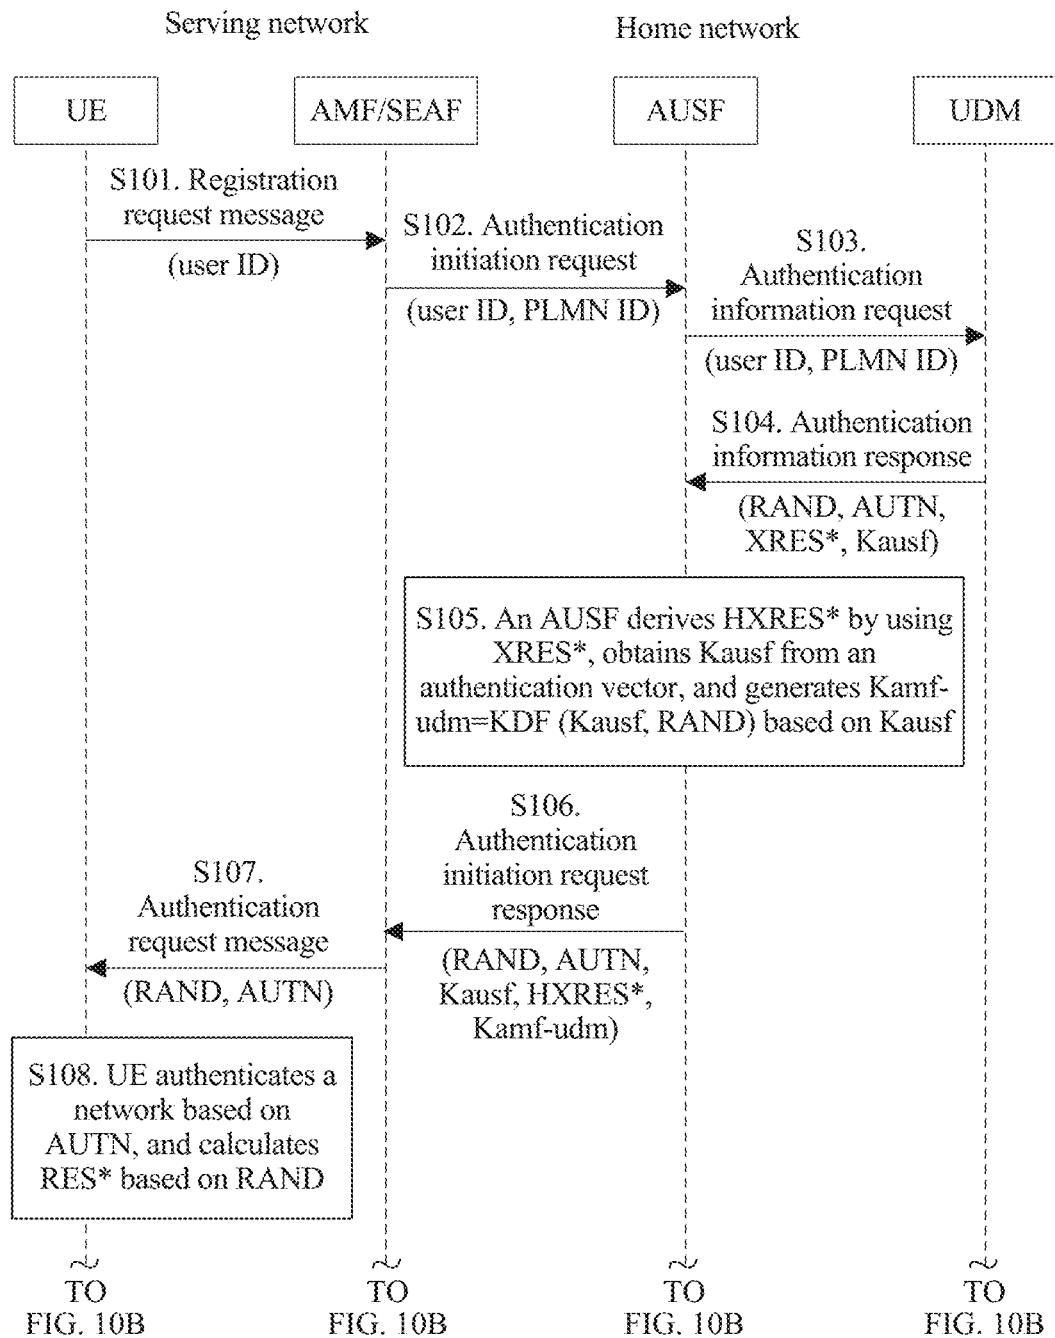 Serving network
Home network
UE
AMF/SEAF
AUSF
UDM
S101. Registration
request message
(user ID)
S102. Authentication
initiation request
(user ID, PLMN ID)
S103.
Authentication
information request
(user ID, PLMN ID)
S104. Authentication
information response
(RAND, AUTN,
XRES*, Kausf)
S105. An AUSF derives HXRES* by using
XRES*, obtains Kausf from an
authentication vector, and generates Kamf-
udm=KDF (Kausf, RAND) based on Kausf
S106.
Authentication
initiation request
response
(RAND, AUTN,
Kausf, HXRES*,
Kamf-udm)
S107.
Authentication
request message
(RAND, AUTN)
S108. UE authenticates a
network based on
AUTN, and calculates
RES* based on RAND
TO
FIG. 10B
TO
FIG. 10B
TO
FIG. 10B
TO
FIG. 10B